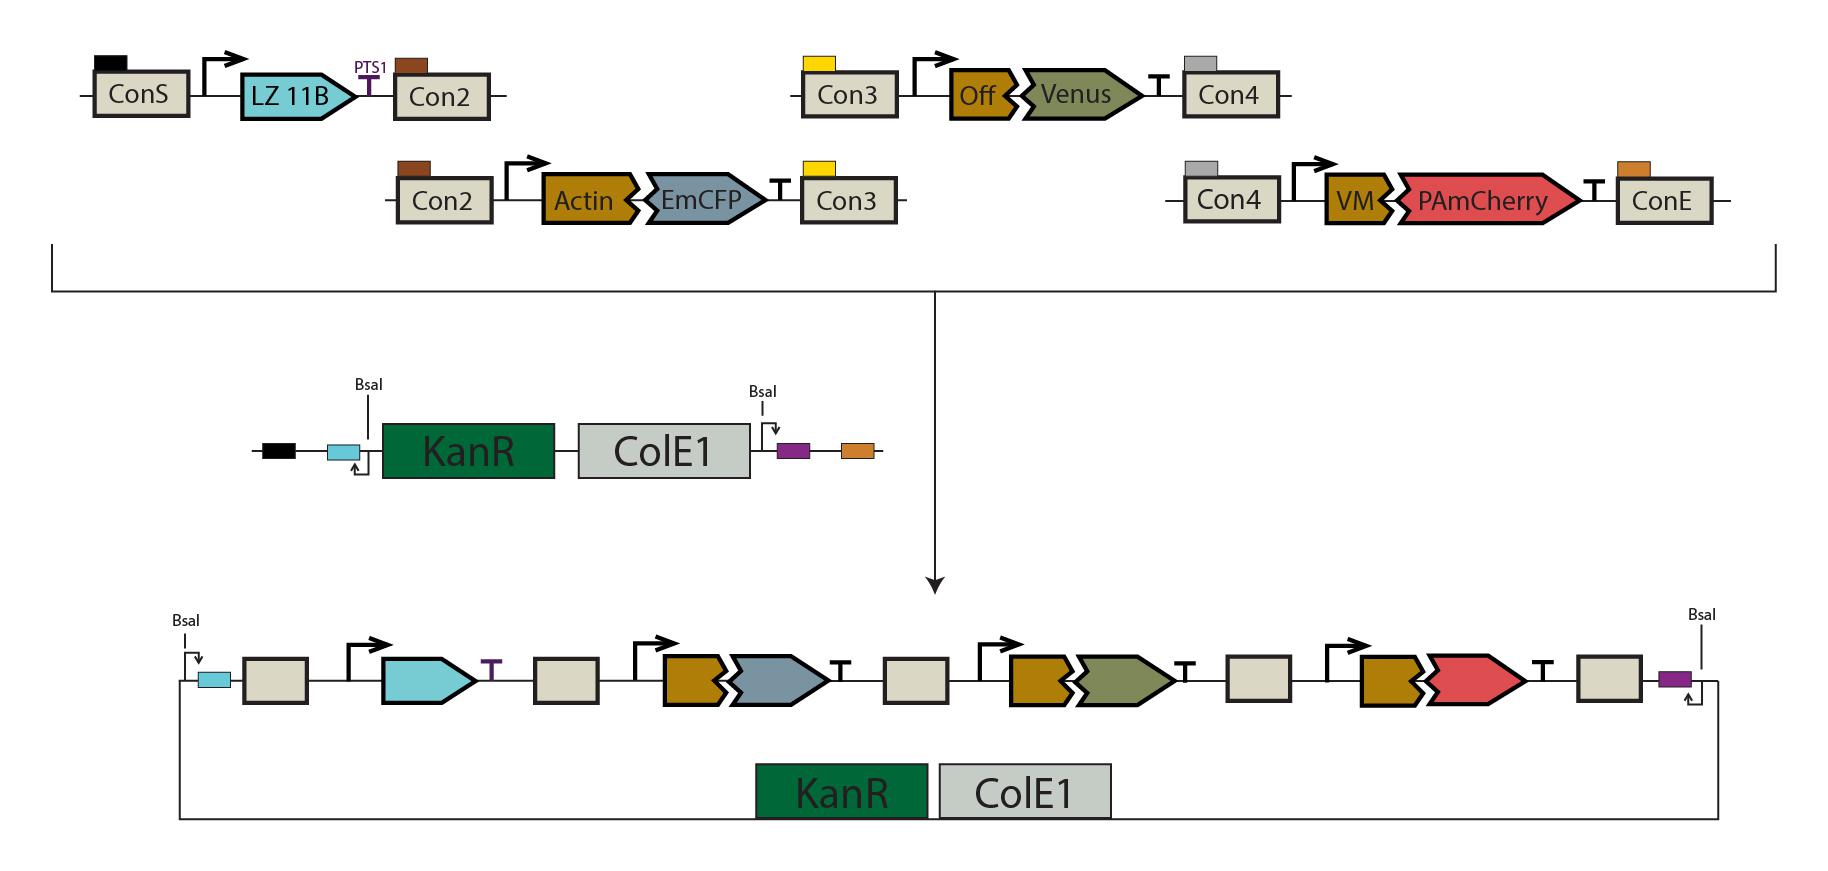 ConS
LZ 11B
PTS1
Con2
Con3
Off
Venus
Con4
Con2
Actin
EmCFP
Con3
Con4
VM
PAmCherry
ConE
BsaI
BsaI
KanR
ColE1
BsaI
BsaI
KanR
ColE1